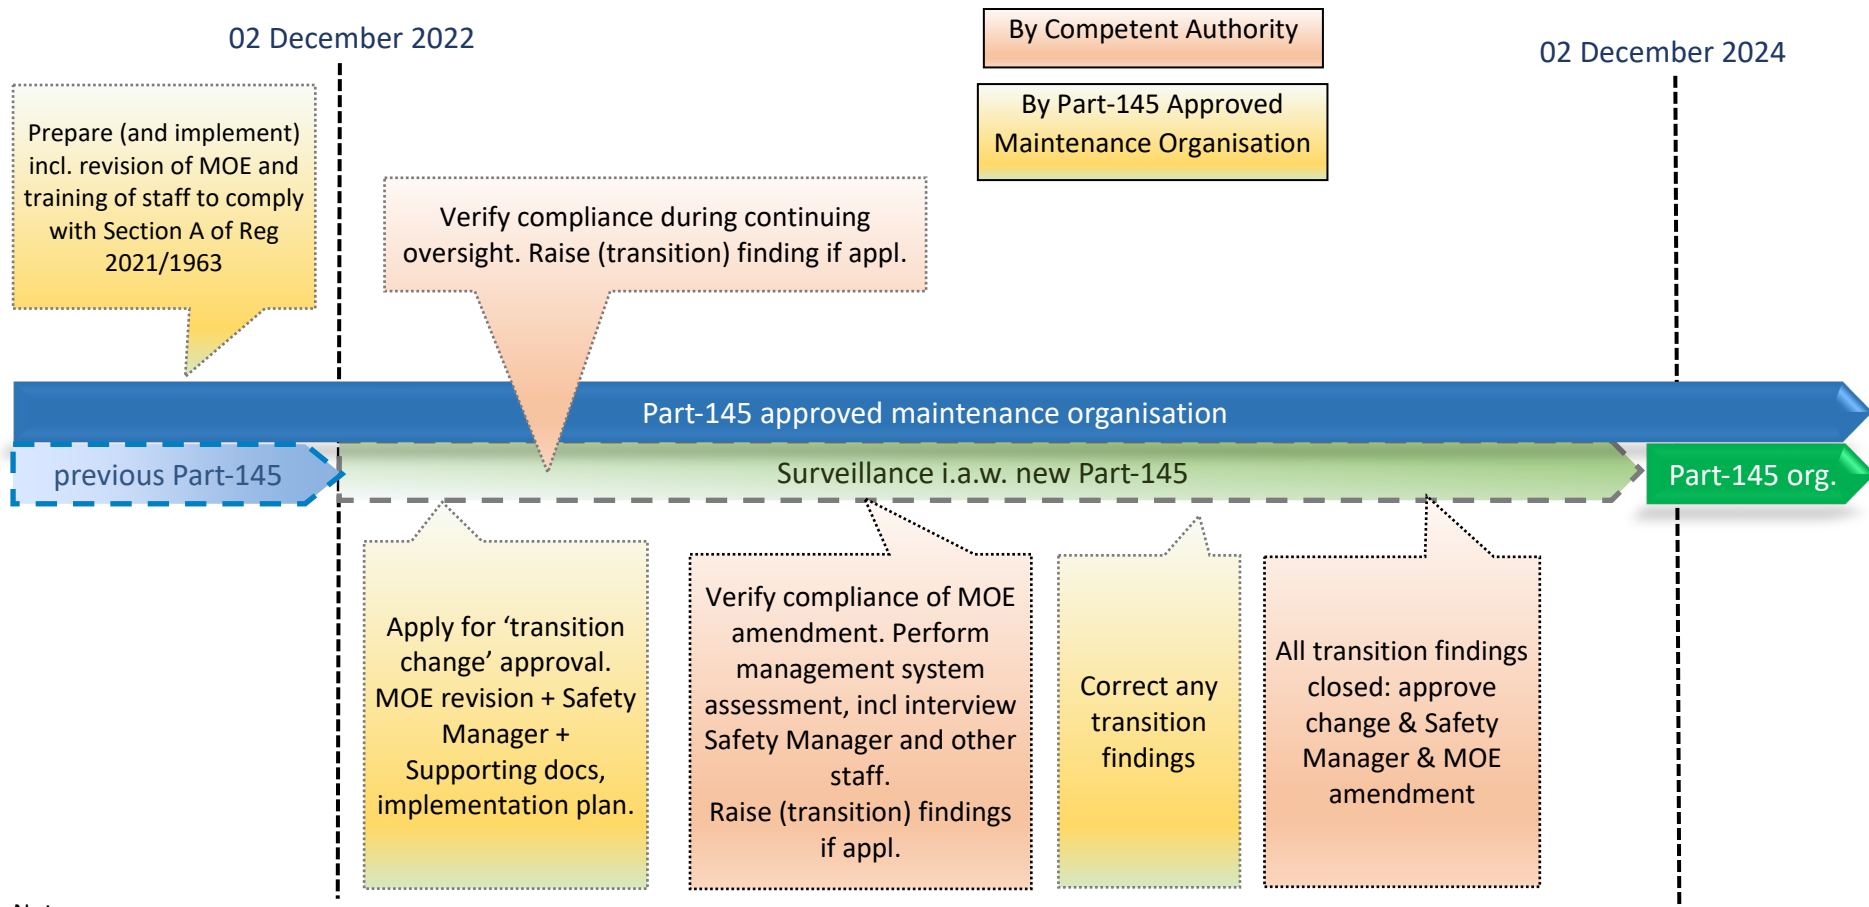 02 December 2022
By Competent Authority
02 December 2024
By Part-145 Approved
Maintenance Organisation
Prepare (and implement)
incl. revision of MOE and
training of staff to comply
with Section A of Reg
2021/1963
Verify compliance during continuing
oversight. Raise (transition) finding if appl.
Part-145 approved maintenance organisation
previous Part-145
Surveillance i.a.w. new Part-145
Part-145 org.
Apply for ‘transition
change’ approval.
MOE revision + Safety
Manager +
Supporting docs,
implementation plan.
Verify compliance of MOE
amendment. Perform
management system
assessment, incl interview
Safety Manager and other
staff.
Raise (transition) findings
if appl.
Correct any
transition
findings
All transition findings
closed: approve
change & Safety
Manager & MOE
amendment